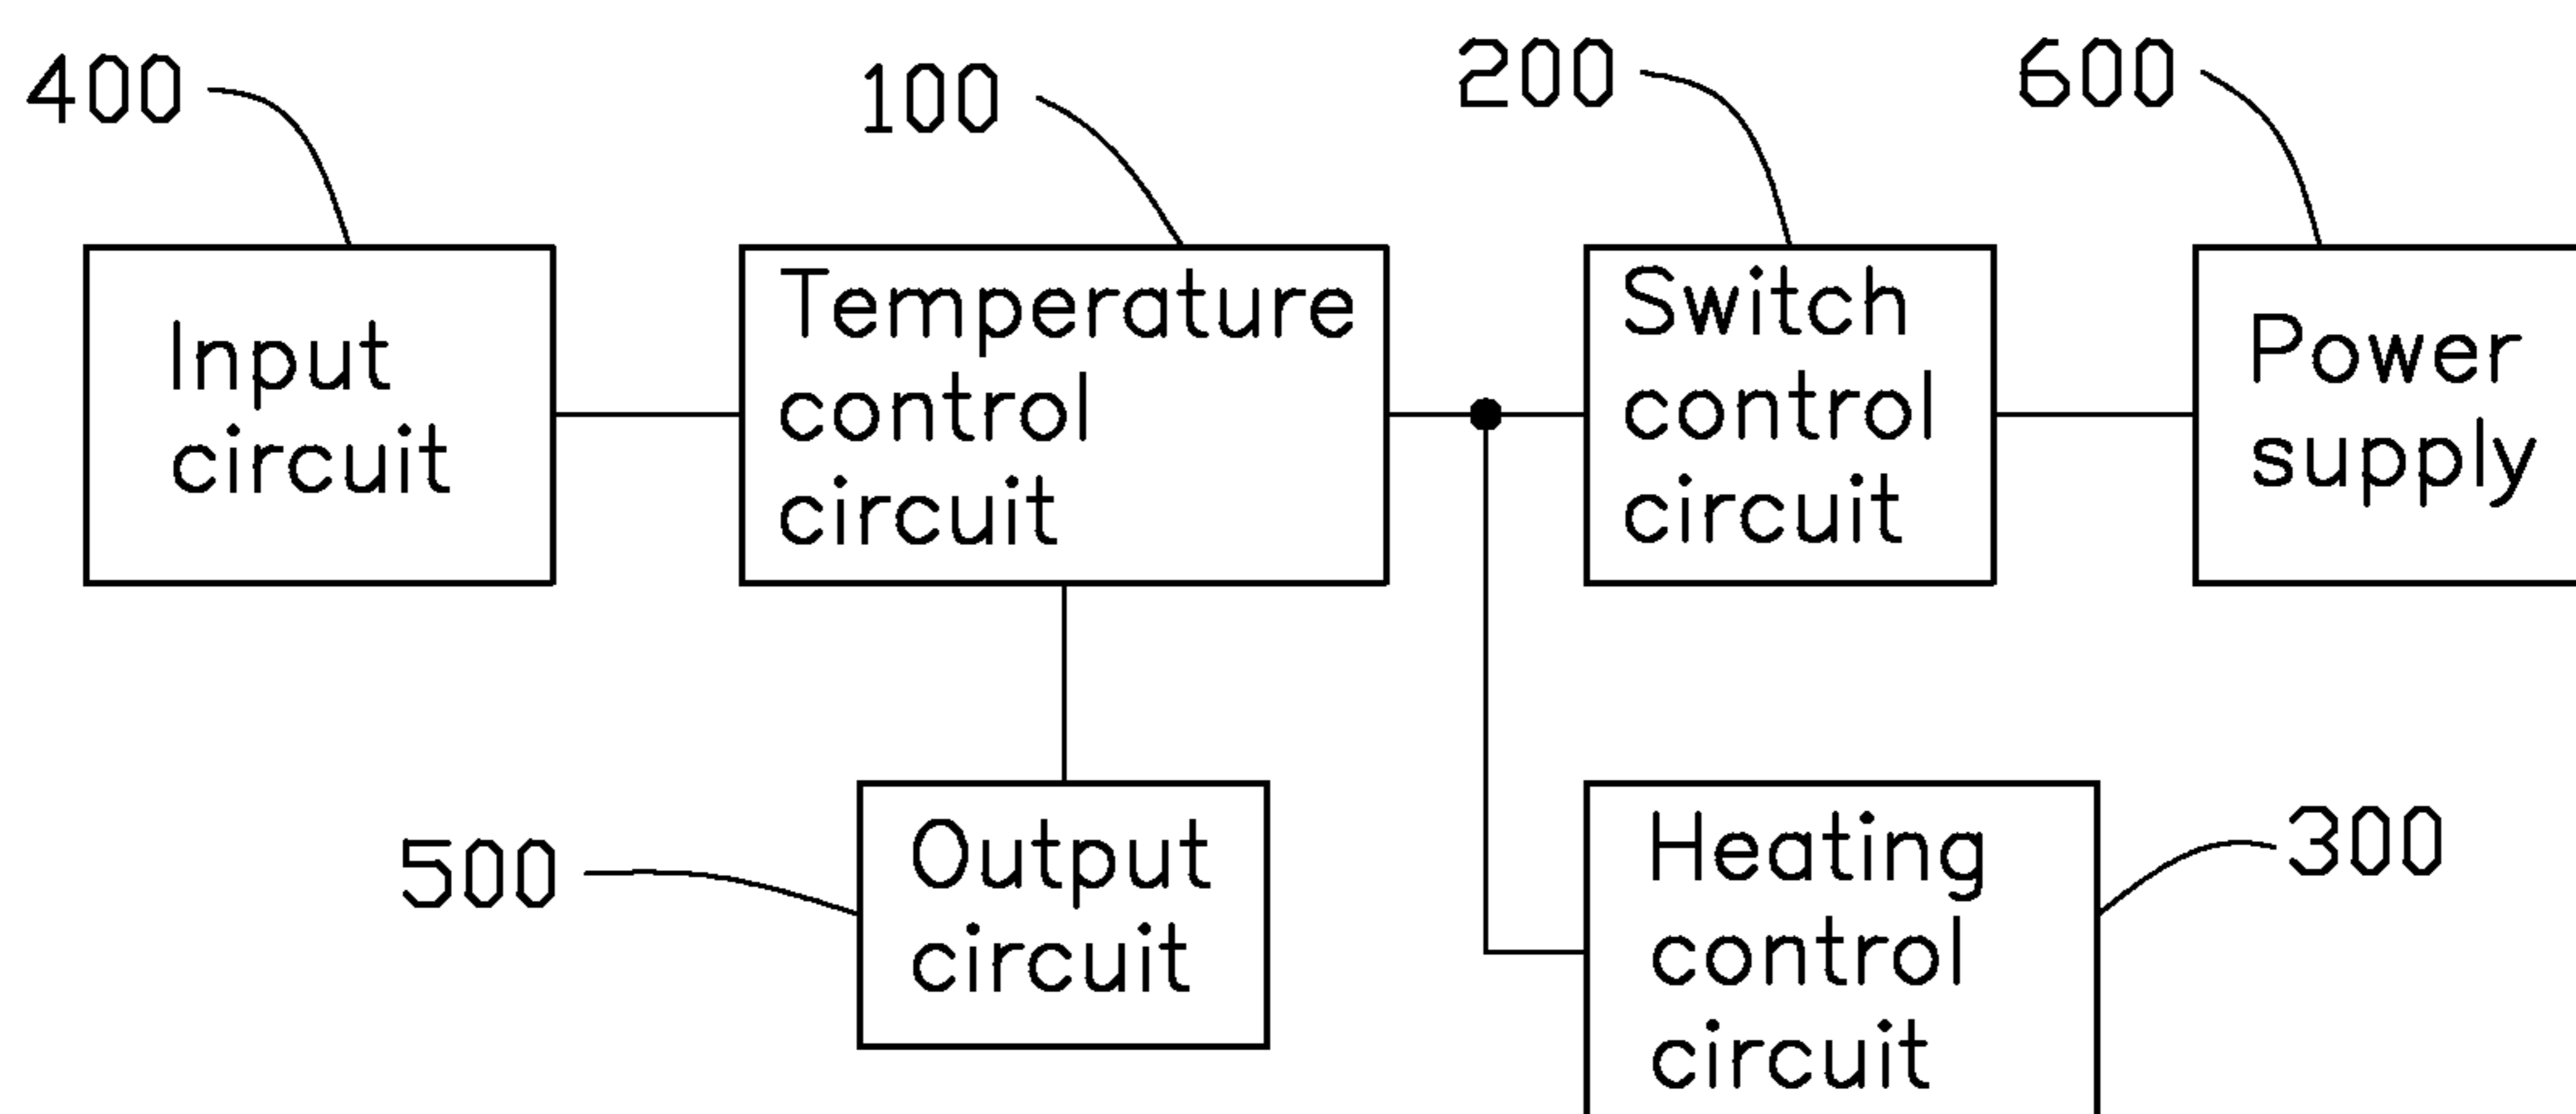 400
100
200
600
Input
circuit
Temperature
control
circuit
Switch
control
circuit
Power
supply
500
Output
circuit
Heating
control
circuit
300